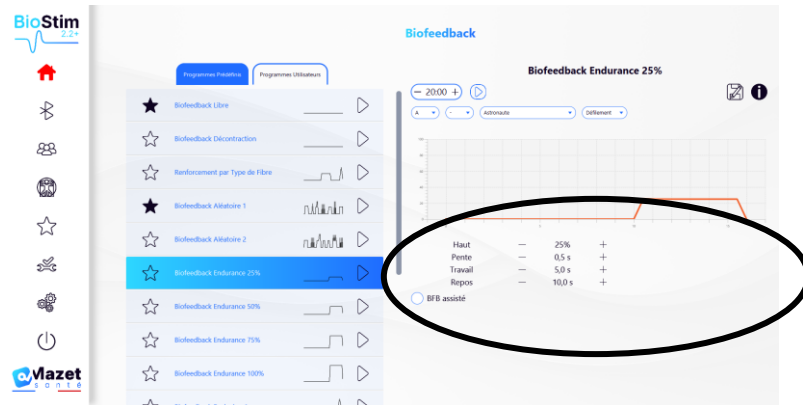 BioStim
2.2+
Biofeedback
Programmes Prédéfinis
Programmes Utilisateurs
Biofeedback Libre
Biofeedback Décontraction
Renforcement par Type de Fibre
Biofeedback Aléatoire 1
Biofeedback Aléatoire 2
Biofeedback Endurance 25%
Biofeedback Endurance 50%
Biofeedback Endurance 75%
Biofeedback Endurance 100%
Biofeedback Endurance 25%
− 20:00 +
A - Astronaute Défilement
Haut − 25% +
Pente − 0,5 s +
Travail − 5,0 s +
Repos − 10,0 s +
BFB assisté
Mazet
santé